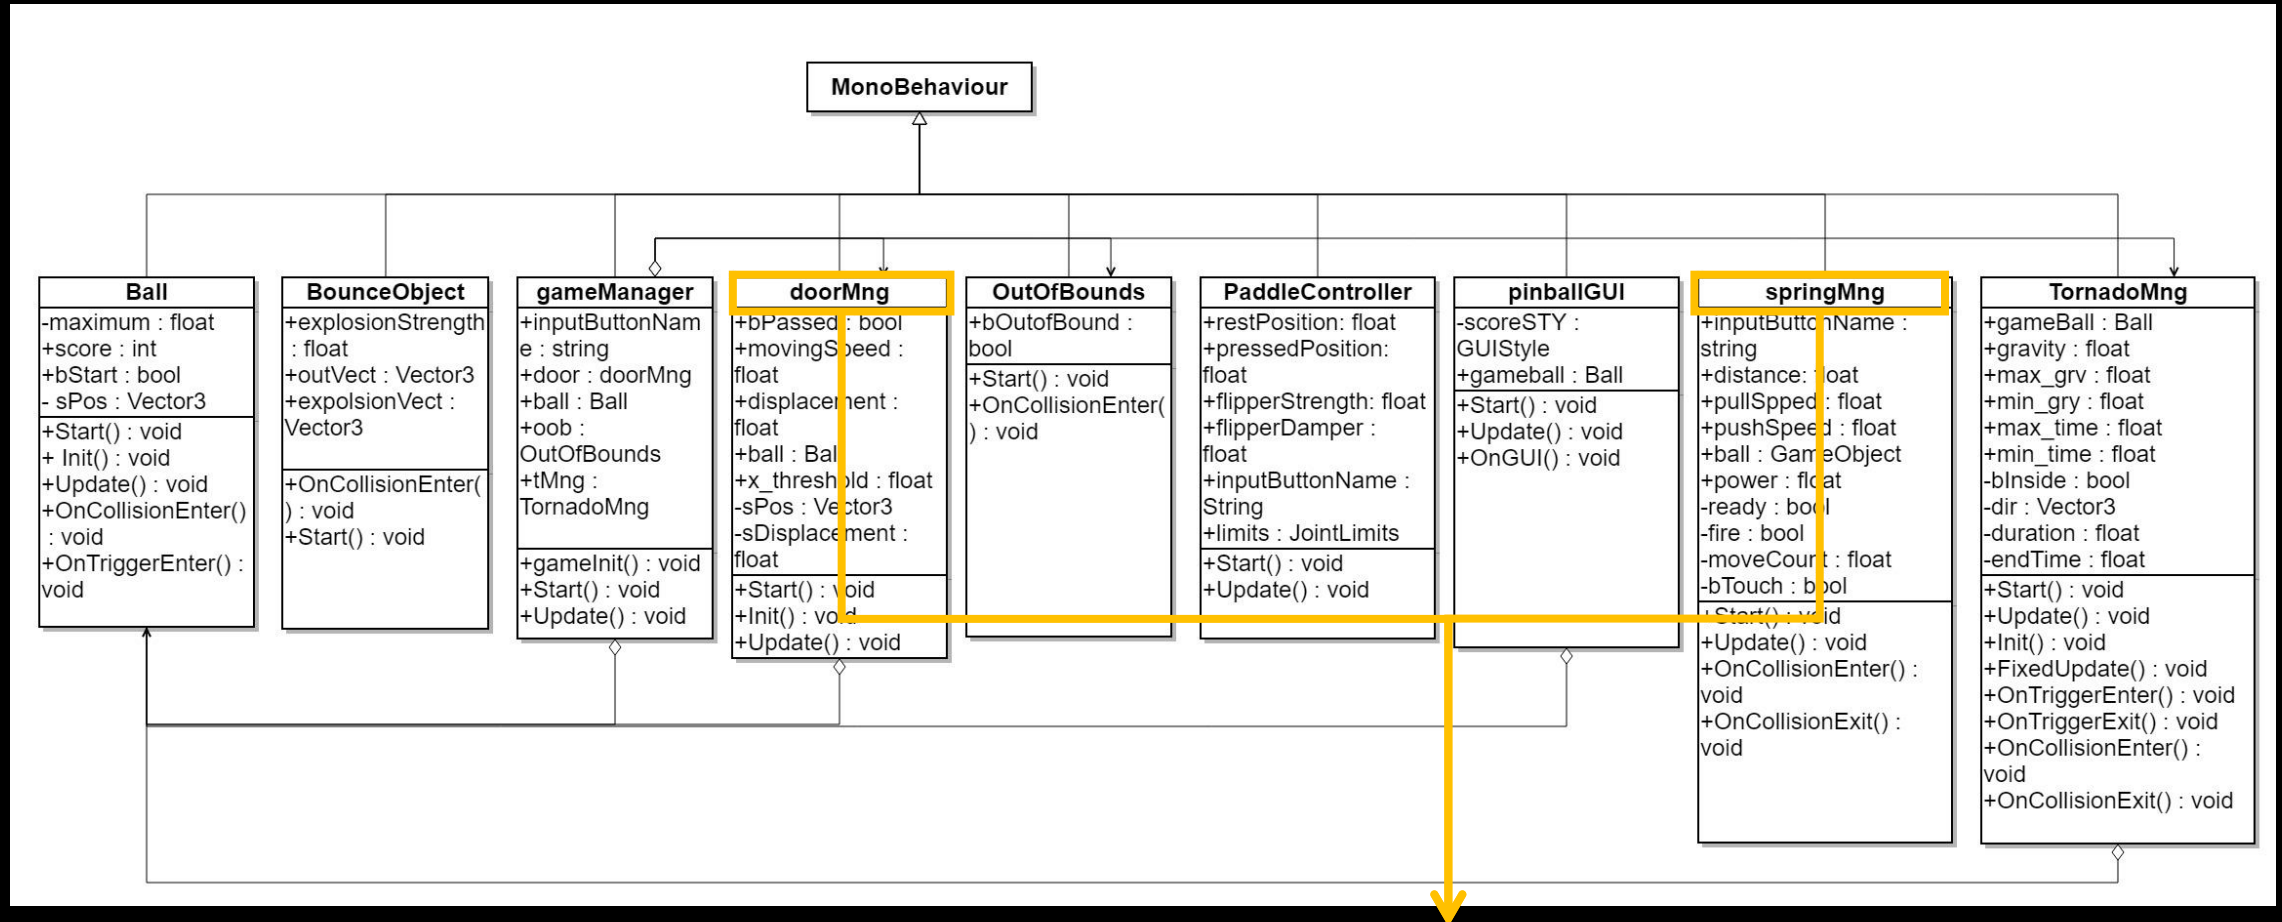 MonoBehaviour
Ball
-maximum : float
+score : int
+bStart : bool
- sPos : Vector3
+Start() : void
+ Init() : void
+Update() : void
+OnCollisionEnter()
: void
+OnTriggerEnter() :
void
BounceObject
+explosionStrength
: float
+outVect : Vector3
+expolsionVect :
Vector3
+OnCollisionEnter(
) : void
+Start() : void
gameManager
+inputButtonNam
e : string
+door : doorMng
+ball : Ball
+oob :
OutOfBounds
+tMng :
TornadoMng
+gameInit() : void
+Start() : void
+Update() : void
doorMng
+bPassed : bool
+movingSpeed :
float
+displacement :
float
+ball : Ball
+x_threshold : float
-sPos : Vector3
-sDisplacement :
float
+Start() : void
+Init() : void
+Update() : void
OutOfBounds
+bOutofBound :
bool
+Start() : void
+OnCollisionEnter(
) : void
PaddleController
+restPosition: float
+pressedPosition:
float
+flipperStrength: float
+flipperDamper :
float
+inputButtonName :
String
+limits : JointLimits
+Start() : void
+Update() : void
pinballGUI
-scoreSTY :
GUIStyle
+gameball : Ball
+Start() : void
+Update() : void
+OnGUI() : void
springMng
+inputButtonName :
string
+distance: float
+pullSpped : float
+pushSpeed : float
+ball : GameObject
+power : float
-ready : bool
-fire : bool
-moveCount : float
-bTouch : bool
+Start() : void
+Update() : void
+OnCollisionEnter() :
void
+OnCollisionExit() :
void
TornadoMng
+gameBall : Ball
+gravity : float
+max_grv : float
+min_gry : float
+max_time : float
+min_time : float
-bInside : bool
-dir : Vector3
-duration : float
-endTime : float
+Start() : void
+Update() : void
+Init() : void
+FixedUpdate() : void
+OnTriggerEnter() : void
+OnTriggerExit() : void
+OnCollisionEnter() :
void
+OnCollisionExit() : void